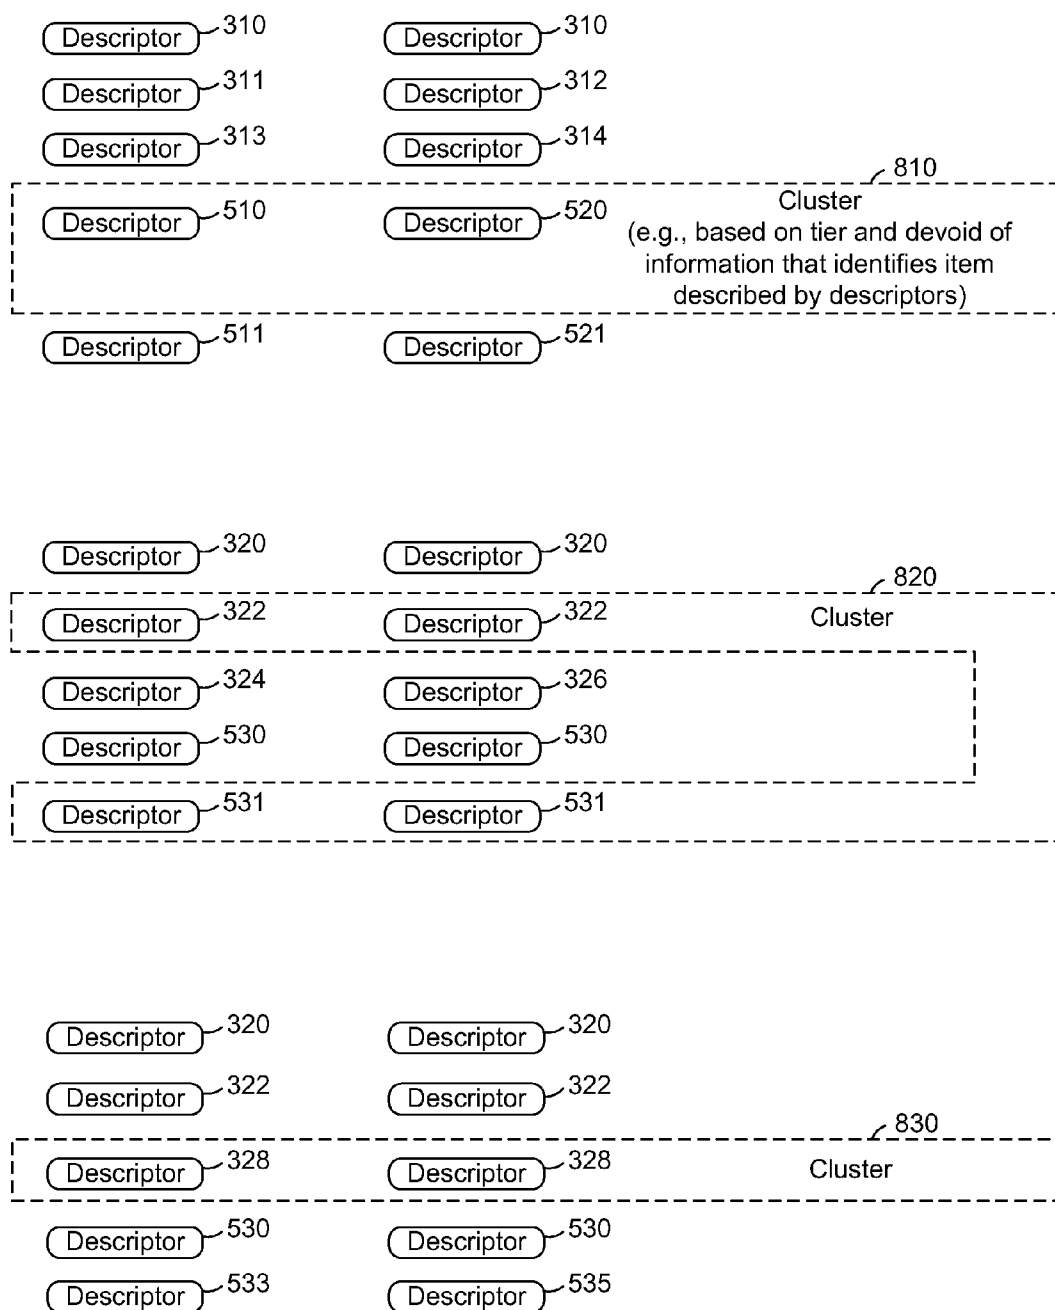 Descriptor 310 Descriptor 310
Descriptor 311 Descriptor 312
Descriptor 313 Descriptor 314
810
Descriptor 510 Descriptor 520
Cluster
(e.g., based on tier and devoid of
information that identifies item
described by descriptors)
Descriptor 511 Descriptor 521
Descriptor 320 Descriptor 320
820
Descriptor 322 Descriptor 322 Cluster
Descriptor 324 Descriptor 326
Descriptor 530 Descriptor 530
Descriptor 531 Descriptor 531
Descriptor 320 Descriptor 320
Descriptor 322 Descriptor 322
830
Descriptor 328 Descriptor 328 Cluster
Descriptor 530 Descriptor 530
Descriptor 533 Descriptor 535